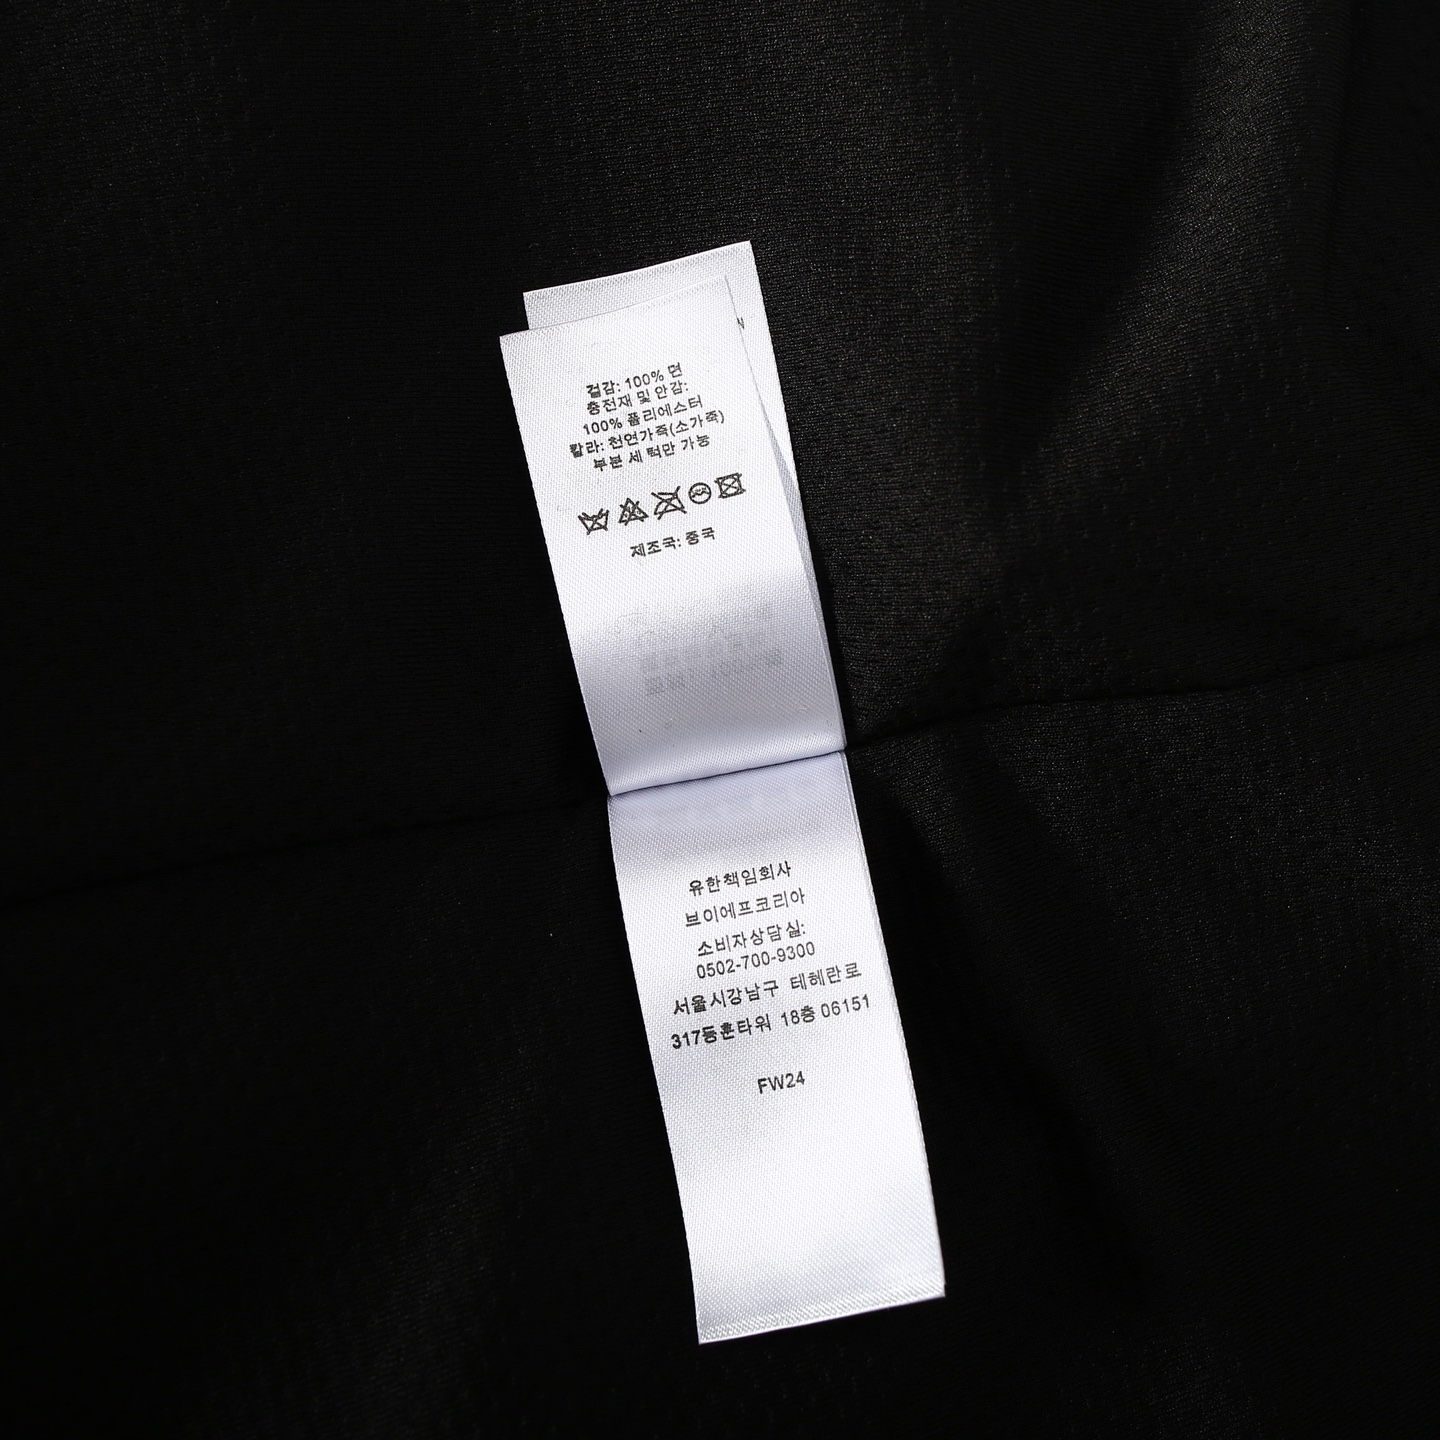 겉감: 100% 면
충전재 및 안감:
100% 폴리에스터
칼라: 천연가죽(소가죽)
부분 세 턱만 가능
제조국: 중국
유한책임회사
브이에프코리아
소비자상담실:
0502-700-9300
서울시강남구 테헤란로
317동훈타워 18층 06151
FW24